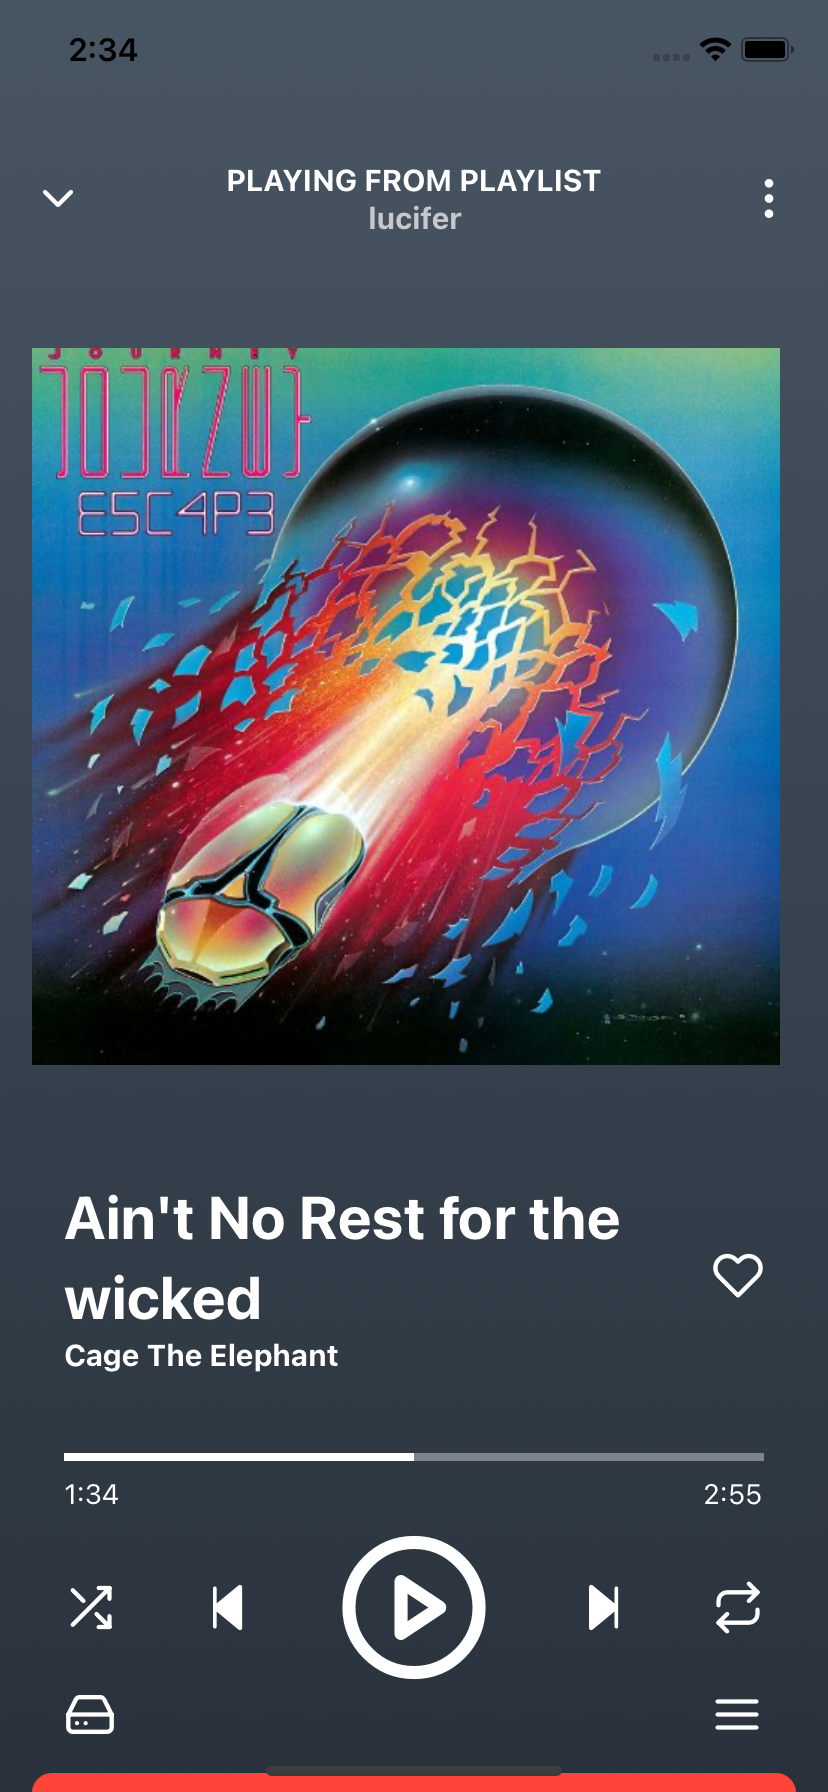 2:34
PLAYING FROM PLAYLIST
lucifer
JOURNEY
ESC4P3
Ain't No Rest for the
wicked
Cage The Elephant
1:34
2:55